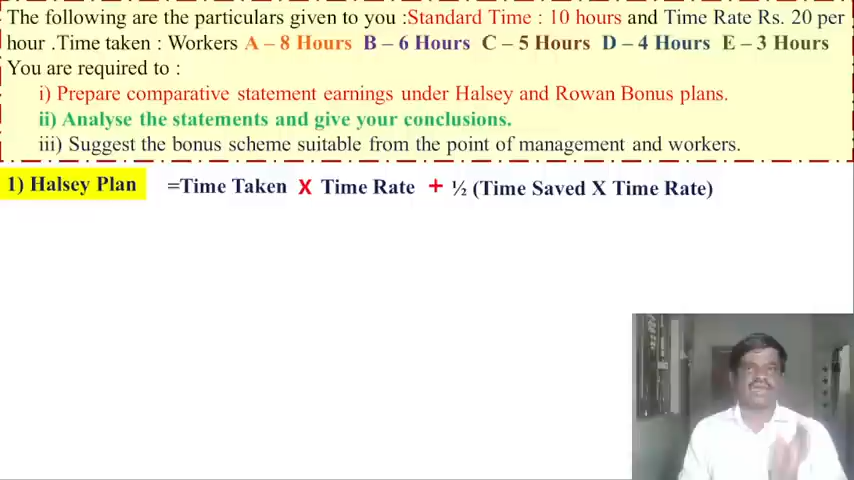 The following are the particulars given to you :Standard Time : 10 hours and Time Rate Rs. 20 per
hour .Time taken : Workers A – 8 Hours B – 6 Hours C – 5 Hours D – 4 Hours E – 3 Hours
You are required to :
i) Prepare comparative statement earnings under Halsey and Rowan Bonus plans.
ii) Analyse the statements and give your conclusions.
iii) Suggest the bonus scheme suitable from the point of management and workers.
1) Halsey Plan =Time Taken X Time Rate + ½ (Time Saved X Time Rate)